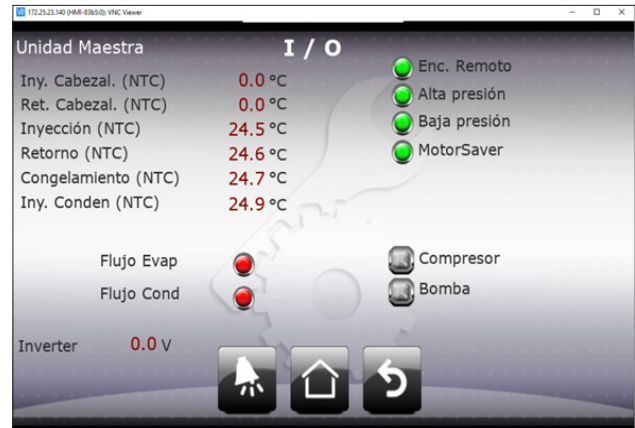 172.25.23.140 (HMI-83b5:0): VNC Viewer
Unidad Maestra
I / O
Iny. Cabezal. (NTC) 0.0 °C
Ret. Cabezal. (NTC) 0.0 °C
Inyección (NTC) 24.5 °C
Retorno (NTC) 24.6 °C
Congelamiento (NTC) 24.7 °C
Iny. Conden (NTC) 24.9 °C
Enc. Remoto
Alta presión
Baja presión
MotorSaver
Flujo Evap
Flujo Cond
Compresor
Bomba
Inverter 0.0 V